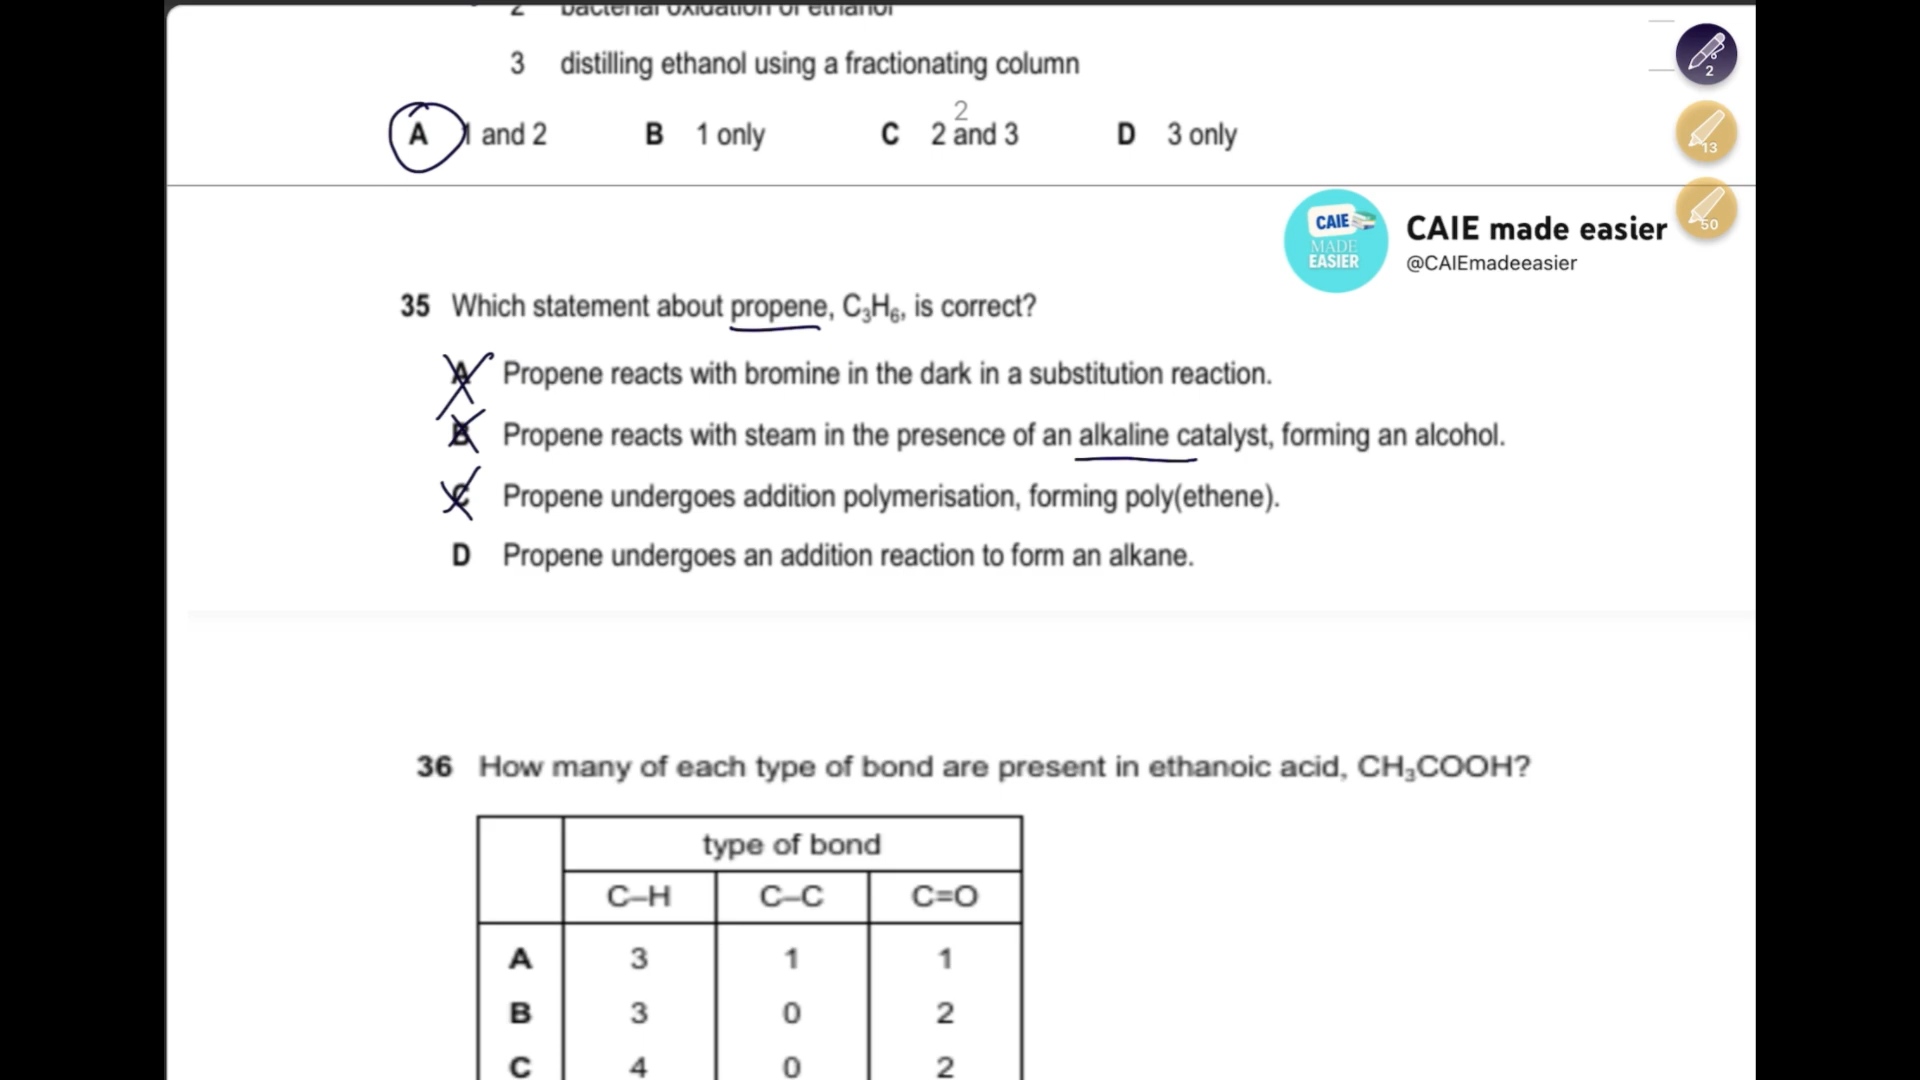 2 bacterial oxidation of ethanol
3 distilling ethanol using a fractionating column
2
A 1 and 2 B 1 only C 2 and 3 D 3 only
2
13
50
CAIE
MADE
EASIER
CAIE made easier
@CAIEmadeeasier
35 Which statement about propene, C₃H₆, is correct?
A Propene reacts with bromine in the dark in a substitution reaction.
B Propene reacts with steam in the presence of an alkaline catalyst, forming an alcohol.
C Propene undergoes addition polymerisation, forming poly(ethene).
D Propene undergoes an addition reaction to form an alkane.
36 How many of each type of bond are present in ethanoic acid, CH₃COOH?
type of bond
C–H C–C C=O
A 3 1 1
B 3 0 2
C 4 0 2